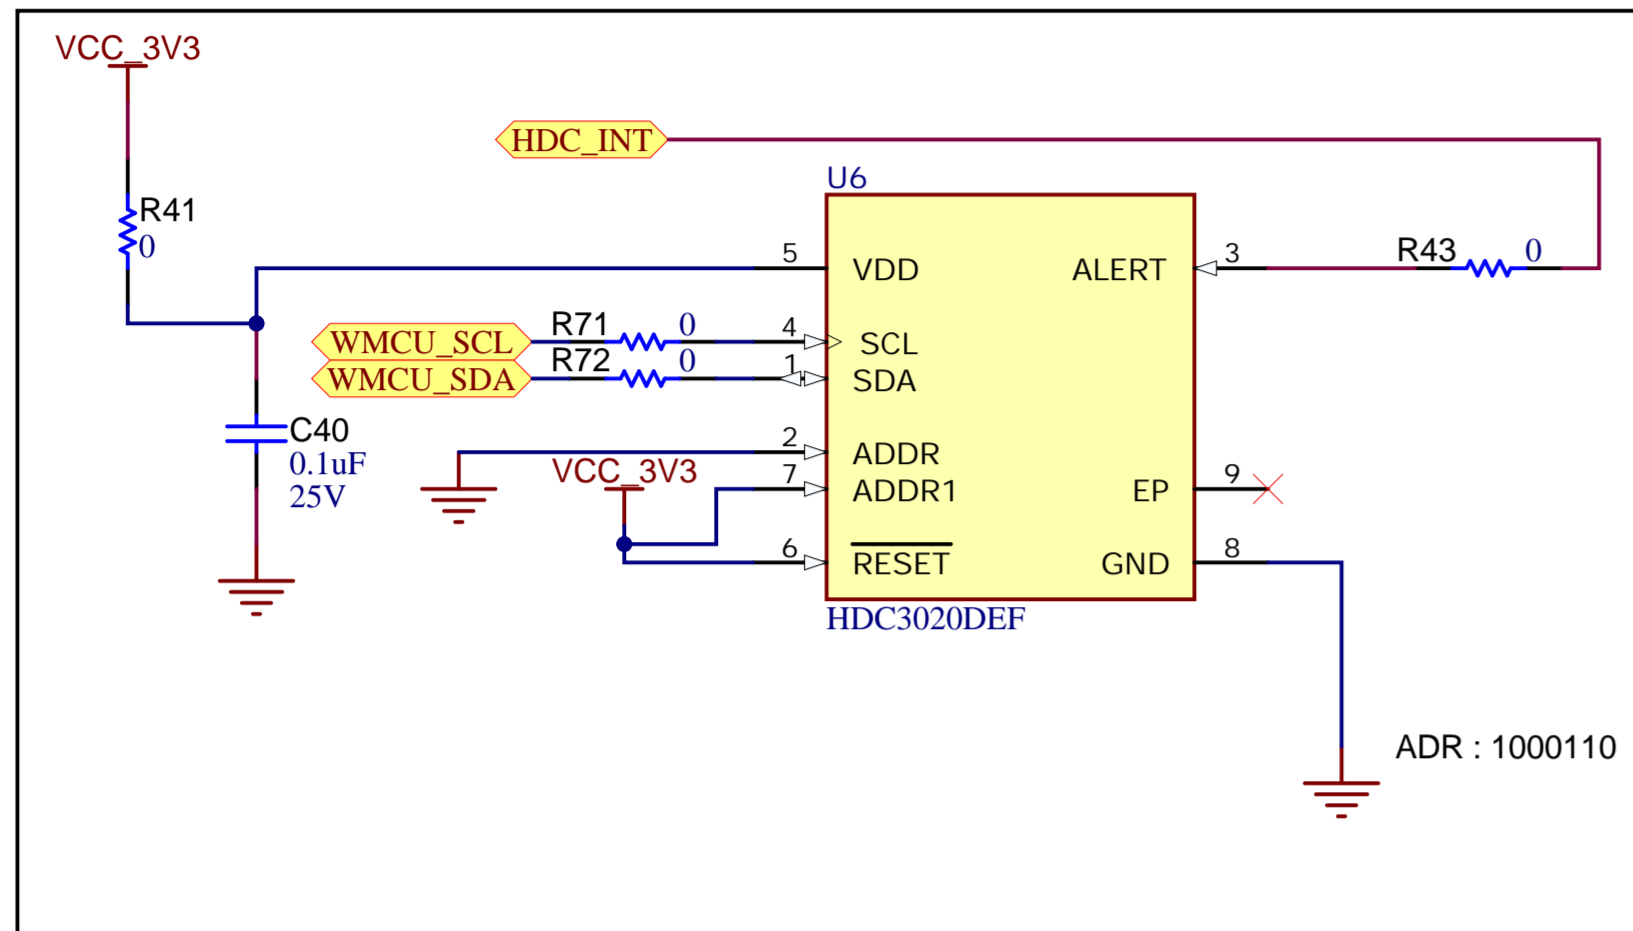 VCC_3V3
HDC_INT
U6
R41
0
5
VDD
ALERT
3
R43
0
WMCU_SCL
R71
0
4
SCL
WMCU_SDA
R72
0
1
SDA
C40
0.1uF
25V
2
ADDR
VCC_3V3
7
ADDR1
EP
9
6
RESET
GND
8
HDC3020DEF
ADR : 1000110